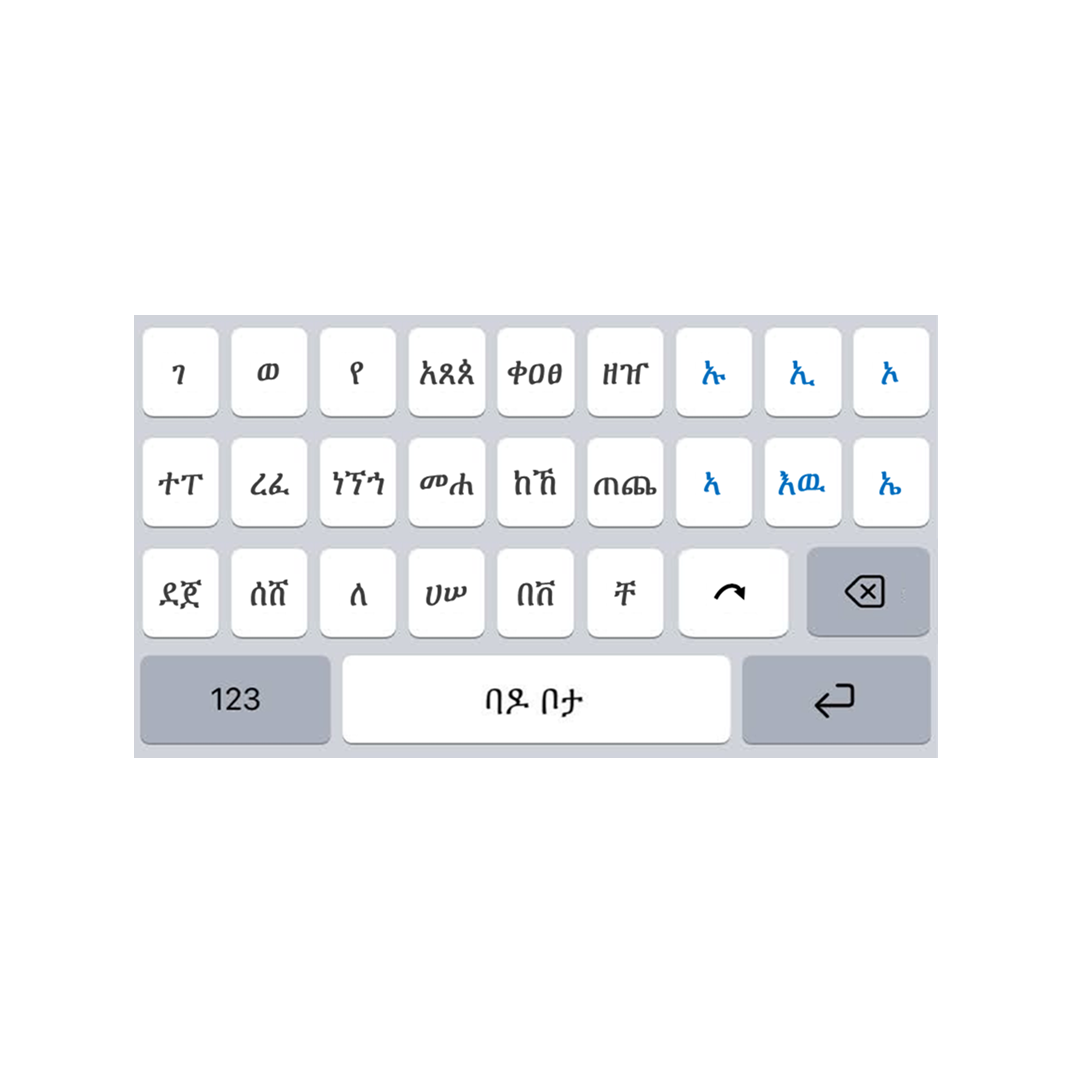 ገ ወ የ አጸጰ ቀዐፀ ዘዠ ኡ ኢ ኦ
ተፐ ረፈ ነኘኀ መሐ ከኸ ጠጨ ኣ እዉ ኤ
ደጀ ሰሸ ለ ሀሠ በቨ ቸ
123 ባዶ ቦታ